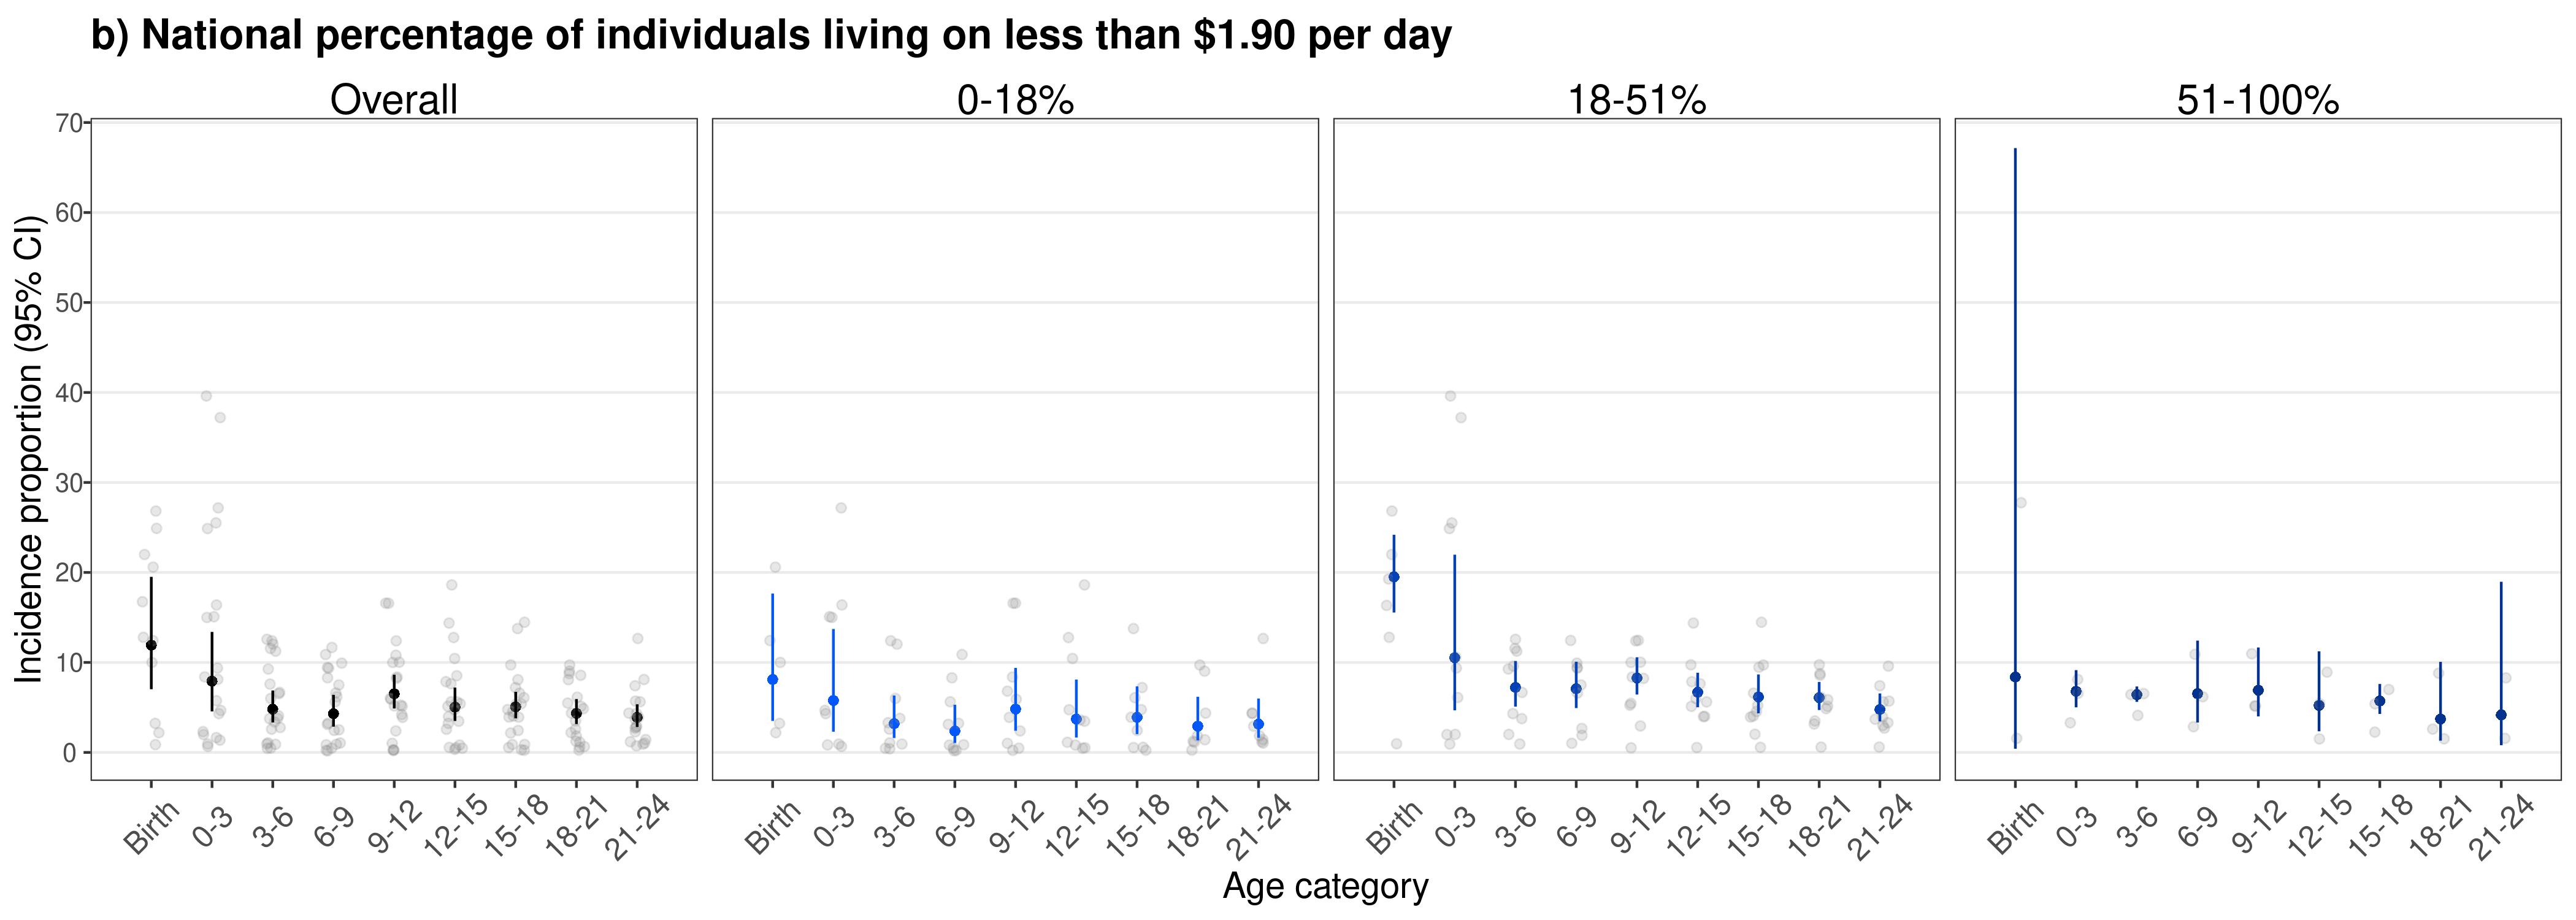 b) National percentage of individuals living on less than $1.90 per day
Overall
0-18%
18-51%
51-100%
Incidence proportion (95% CI)
70
60
50
40
30
20
10
0
Birth 0-3 3-6 6-9 9-12 12-15 15-18 18-21 21-24
Birth 0-3 3-6 6-9 9-12 12-15 15-18 18-21 21-24
Birth 0-3 3-6 6-9 9-12 12-15 15-18 18-21 21-24
Birth 0-3 3-6 6-9 9-12 12-15 15-18 18-21 21-24
Age category